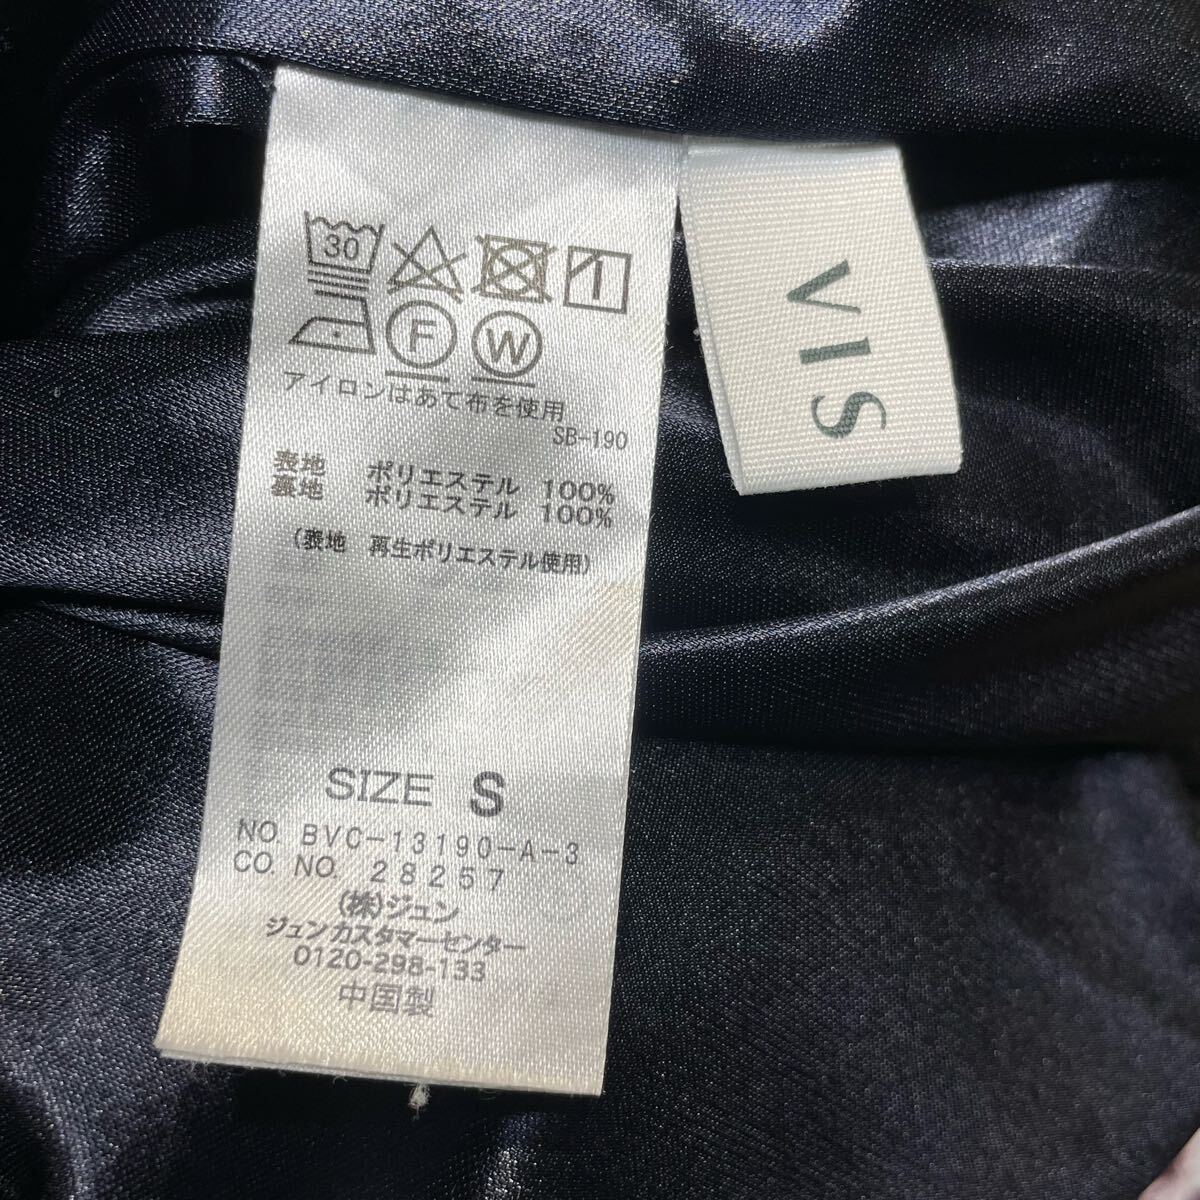 30
F W
アイロンはあて布を使用
SB-190
表地 ポリエステル 100%
裏地 ポリエステル 100%
(表地 再生ポリエステル使用)
SIZE S
NO. BVC-13190-A-3
CO. NO. 28257
(株)ジュン
ジュンカスタマーセンター
0120-298-133
中国製
VIS